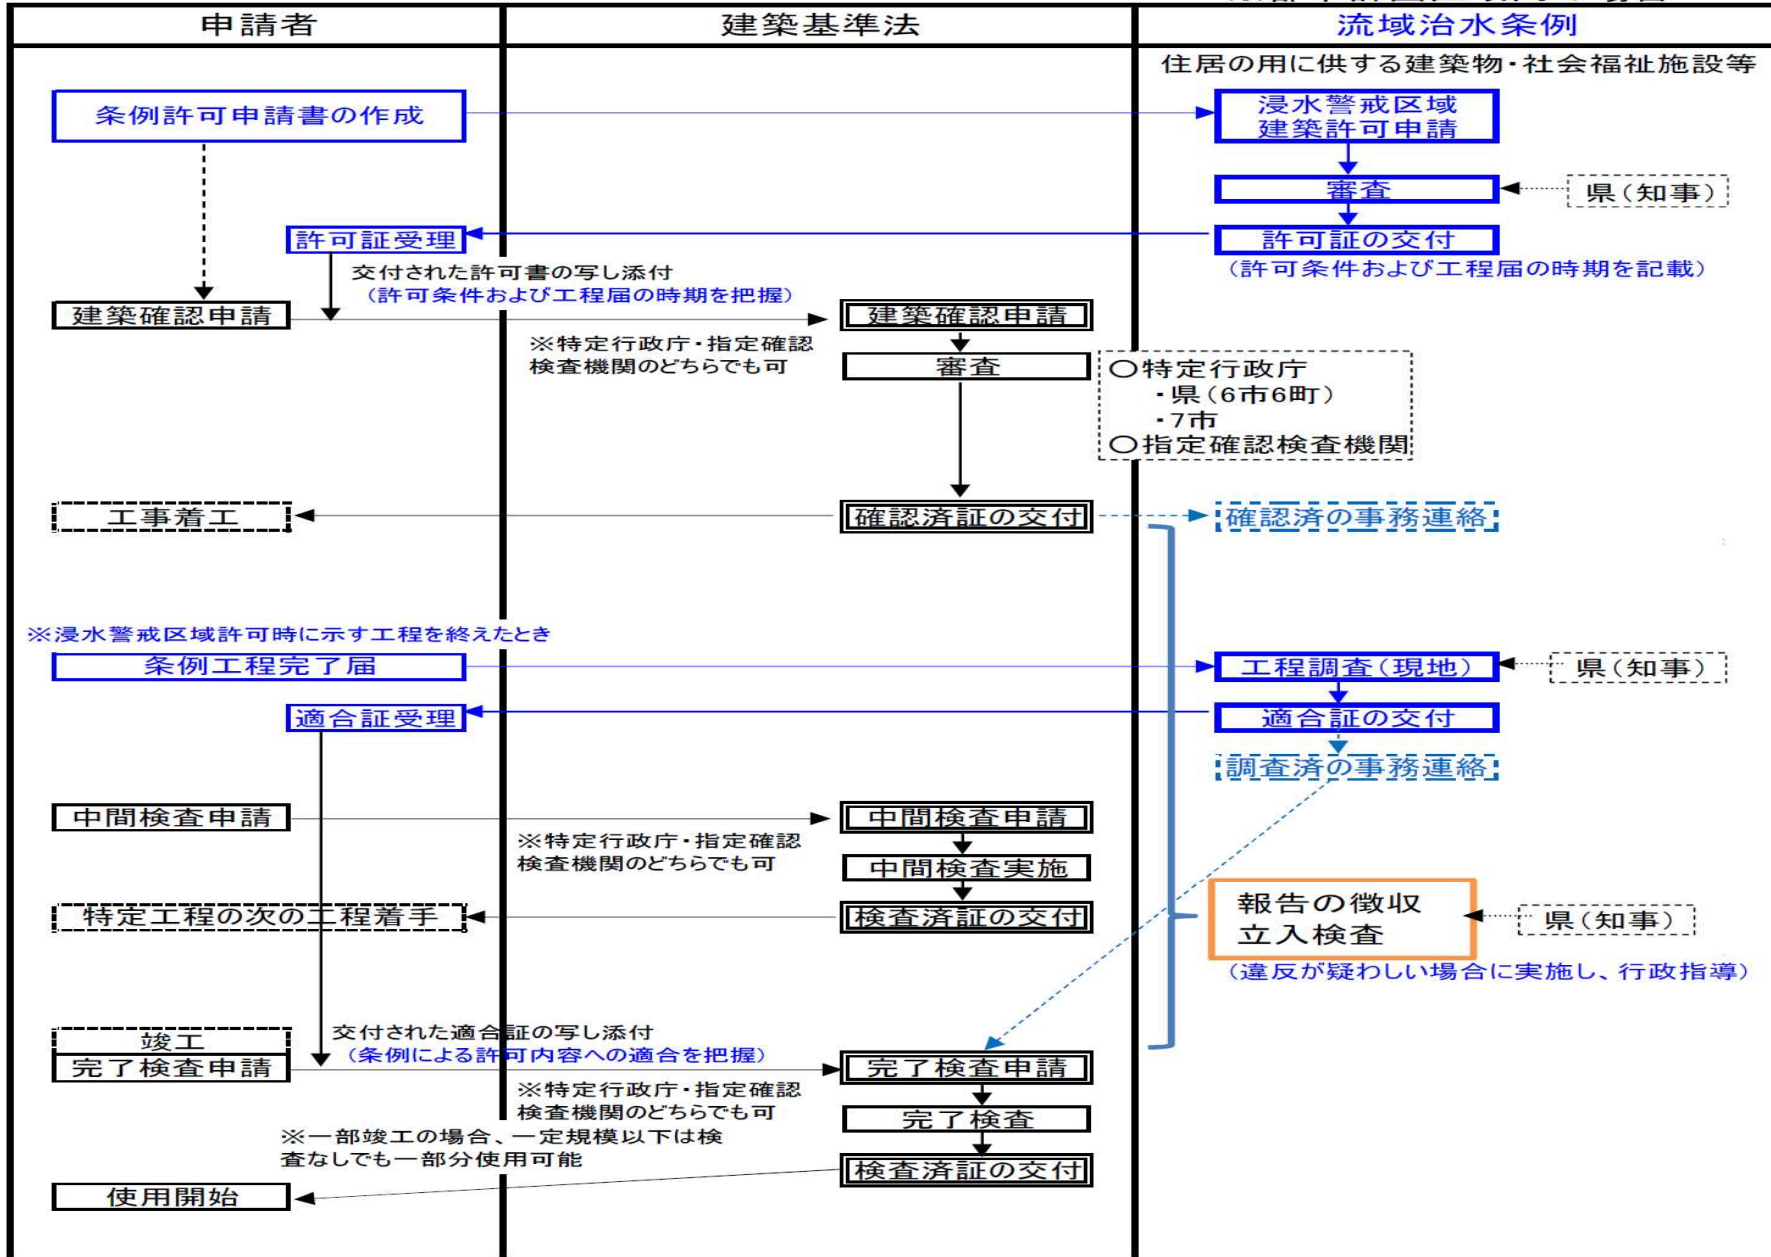 申請者
建築基準法
流域治水条例
住居の用に供する建築物・社会福祉施設等
条例許可申請書の作成
浸水警戒区域
建築許可申請
審査
県（知事）
許可証受理
許可証の交付
（許可条件および工程届の時期を記載）
交付された許可書の写し添付
（許可条件および工程届の時期を把握）
建築確認申請
建築確認申請
※特定行政庁・指定確認
検査機関のどちらでも可
審査
○特定行政庁
・県（6市6町）
・7市
○指定確認検査機関
工事着工
確認済証の交付
確認済の事務連絡
※浸水警戒区域許可時に示す工程を終えたとき
条例工程完了届
工程調査（現地）
県（知事）
適合証受理
適合証の交付
調査済の事務連絡
中間検査申請
中間検査申請
※特定行政庁・指定確認
検査機関のどちらでも可
中間検査実施
特定工程の次の工程着手
検査済証の交付
報告の徴収
立入検査
県（知事）
（違反が疑わしい場合に実施し、行政指導）
竣工
交付された適合証の写し添付
（条例による許可内容への適合を把握）
完了検査申請
完了検査申請
※特定行政庁・指定確認
検査機関のどちらでも可
完了検査
※一部竣工の場合、一定規模以下は検
査なしでも一部分使用可能
検査済証の交付
使用開始